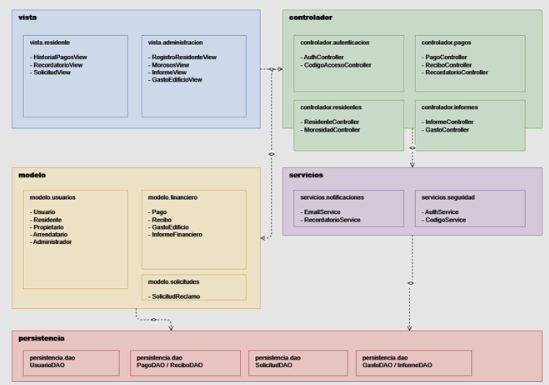 vista
vista.residente
- HistorialPagosView
- RecordatorioView
- SolicitudView
vista.administracion
- RegistroResidenteView
- MorososView
- InformeView
- GastoEdificioView
controlador
controlador.autenticacion
- AuthController
- CodigoAccesoController
controlador.pagos
- PagoController
- ReciboController
- RecordatorioController
controlador.residentes
- ResidenteController
- MorosidadController
controlador.informes
- InformeController
- GastoController
modelo
modelo.usuarios
- Usuario
- Residente
- Propietario
- Arrendatario
- Administrador
modelo.financiero
- Pago
- Recibo
- GastoEdificio
- InformeFinanciero
modelo.solicitudes
- SolicitudReclamo
servicios
servicios.notificaciones
- EmailService
- RecordatorioService
servicios.seguridad
- AuthService
- CodigoService
persistencia
persistencia.dao
UsuarioDAO
persistencia.dao
PagoDAO / ReciboDAO
persistencia.dao
SolicitudDAO
persistencia.dao
GastoDAO / InformeDAO